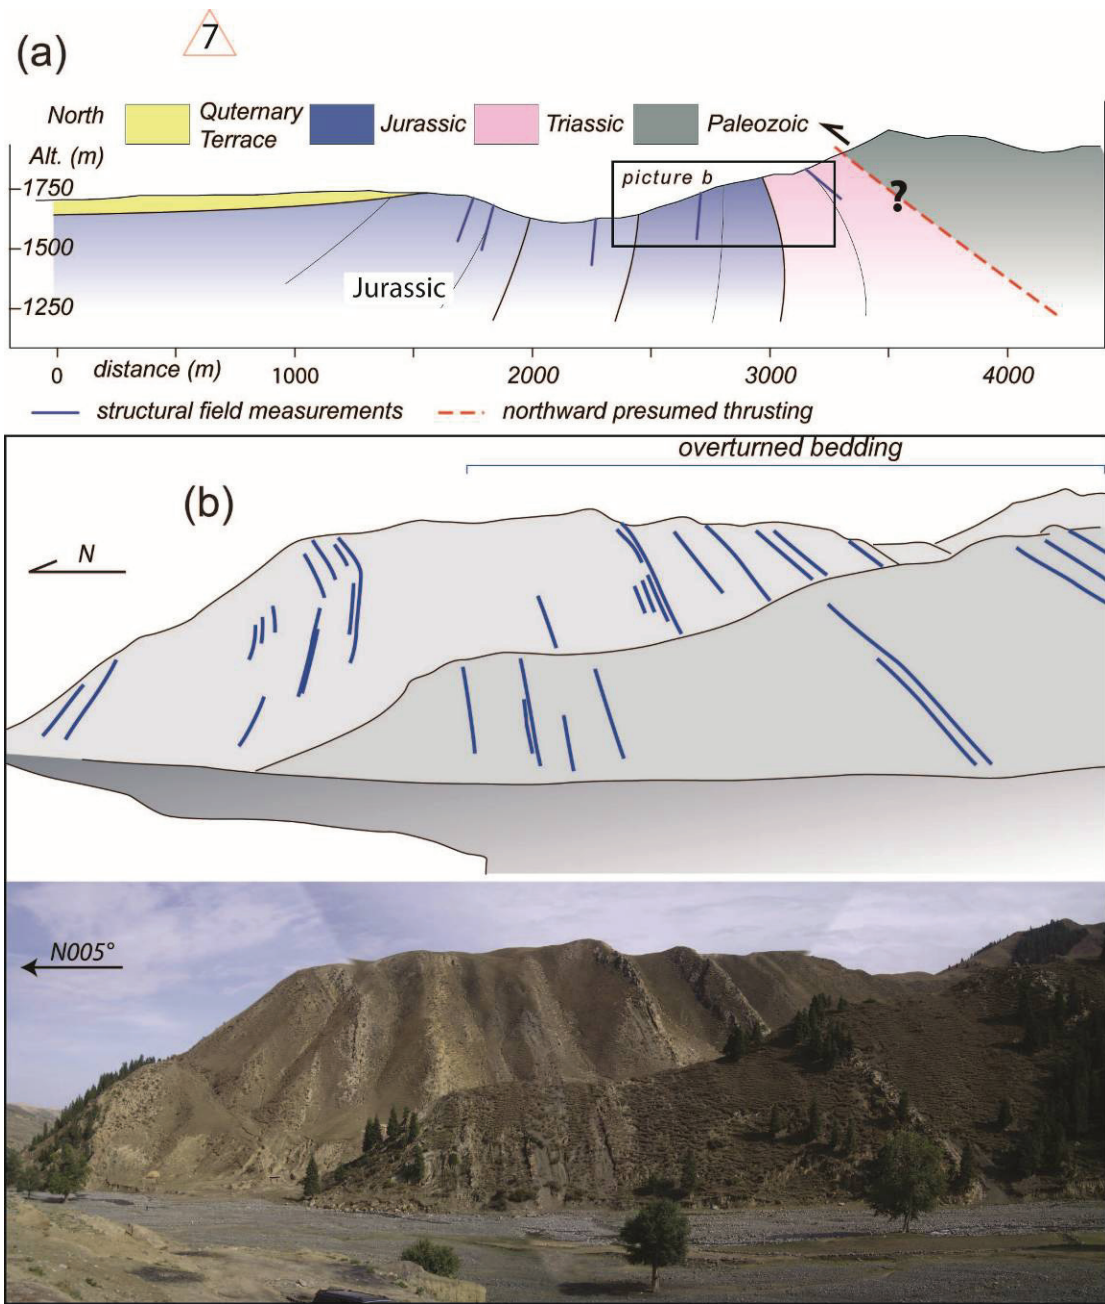 (a)
7
North
Quternary
Terrace
Jurassic
Triassic
Paleozoic
Alt. (m)
1750
1500
1250
picture b
?
Jurassic
0
distance (m)
1000
2000
3000
4000
structural field measurements
northward presumed thrusting
overturned bedding
(b)
N
N005°